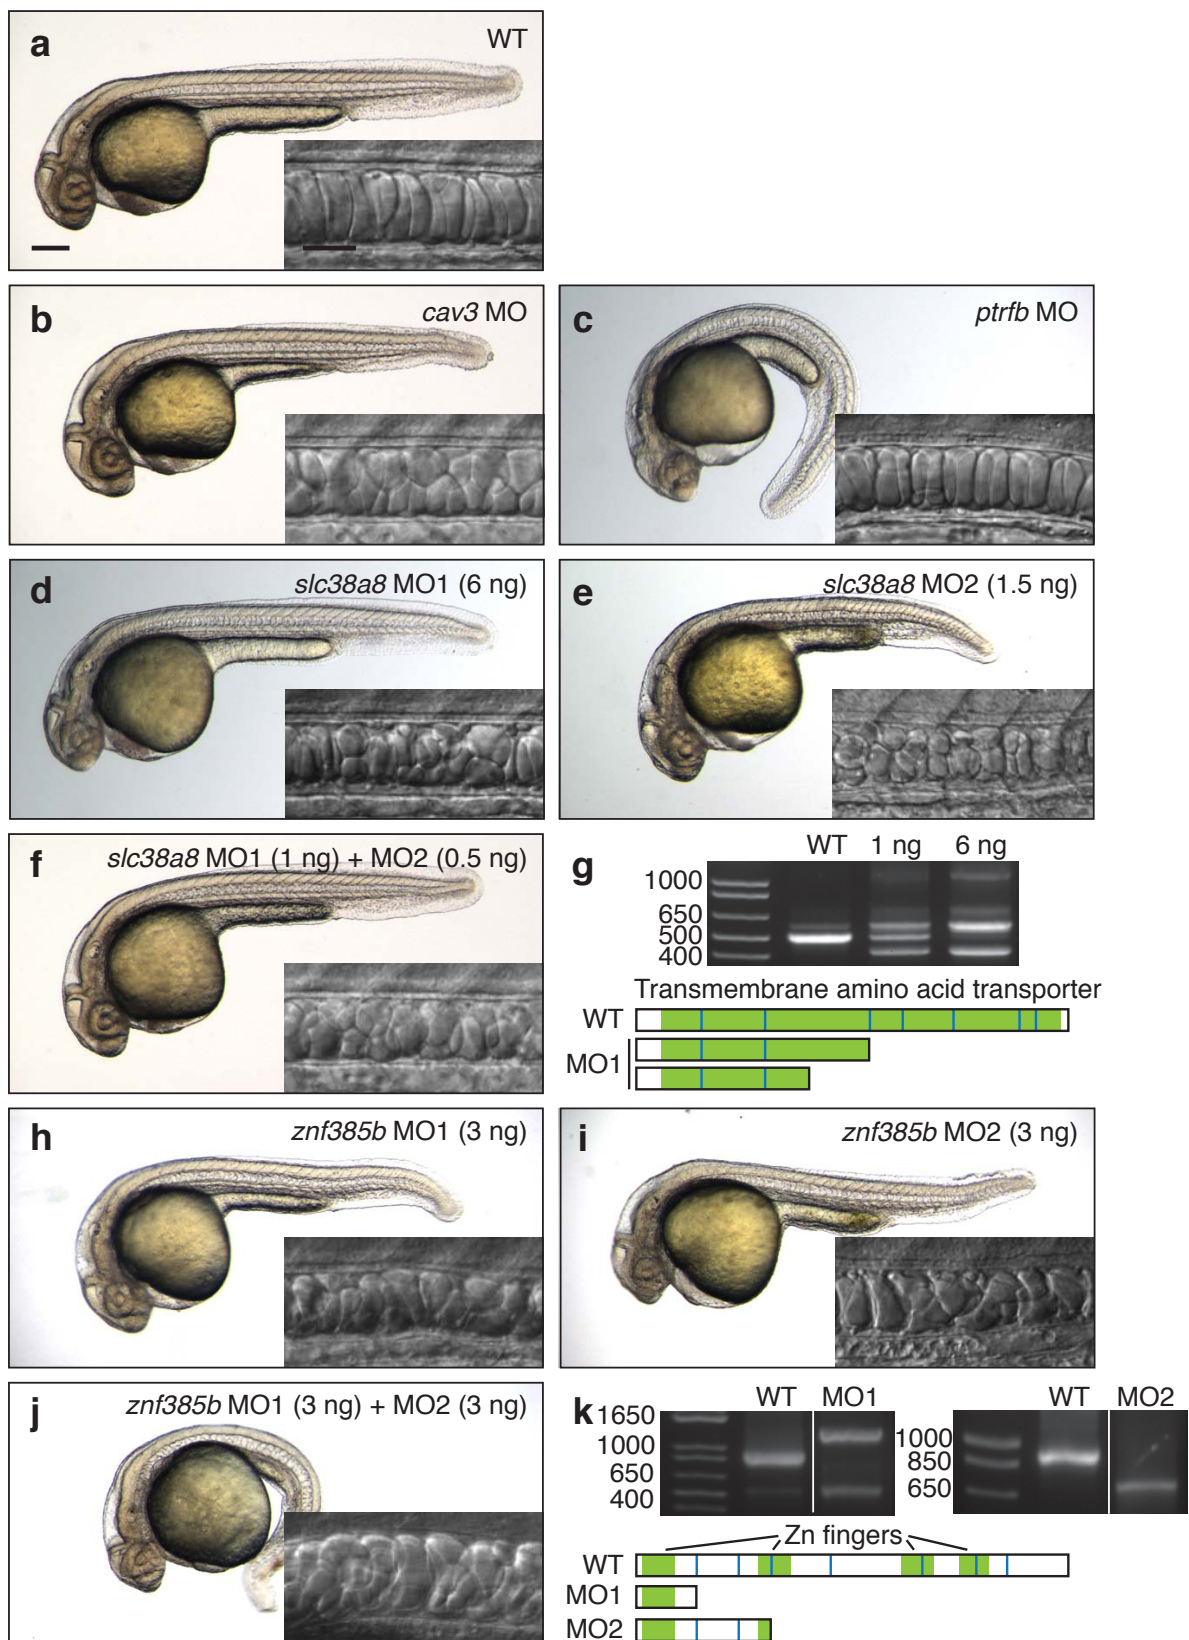 a WT
b cav3 MO
c ptrfb MO
d slc38a8 MO1 (6 ng)
e slc38a8 MO2 (1.5 ng)
f slc38a8 MO1 (1 ng) + MO2 (0.5 ng)
g WT 1 ng 6 ng
1000
650
500
400
Transmembrane amino acid transporter
WT
MO1
h znf385b MO1 (3 ng)
i znf385b MO2 (3 ng)
j znf385b MO1 (3 ng) + MO2 (3 ng)
k WT MO1 WT MO2
1650
1000 1000
850
650 650
400
Zn fingers
WT
MO1
MO2